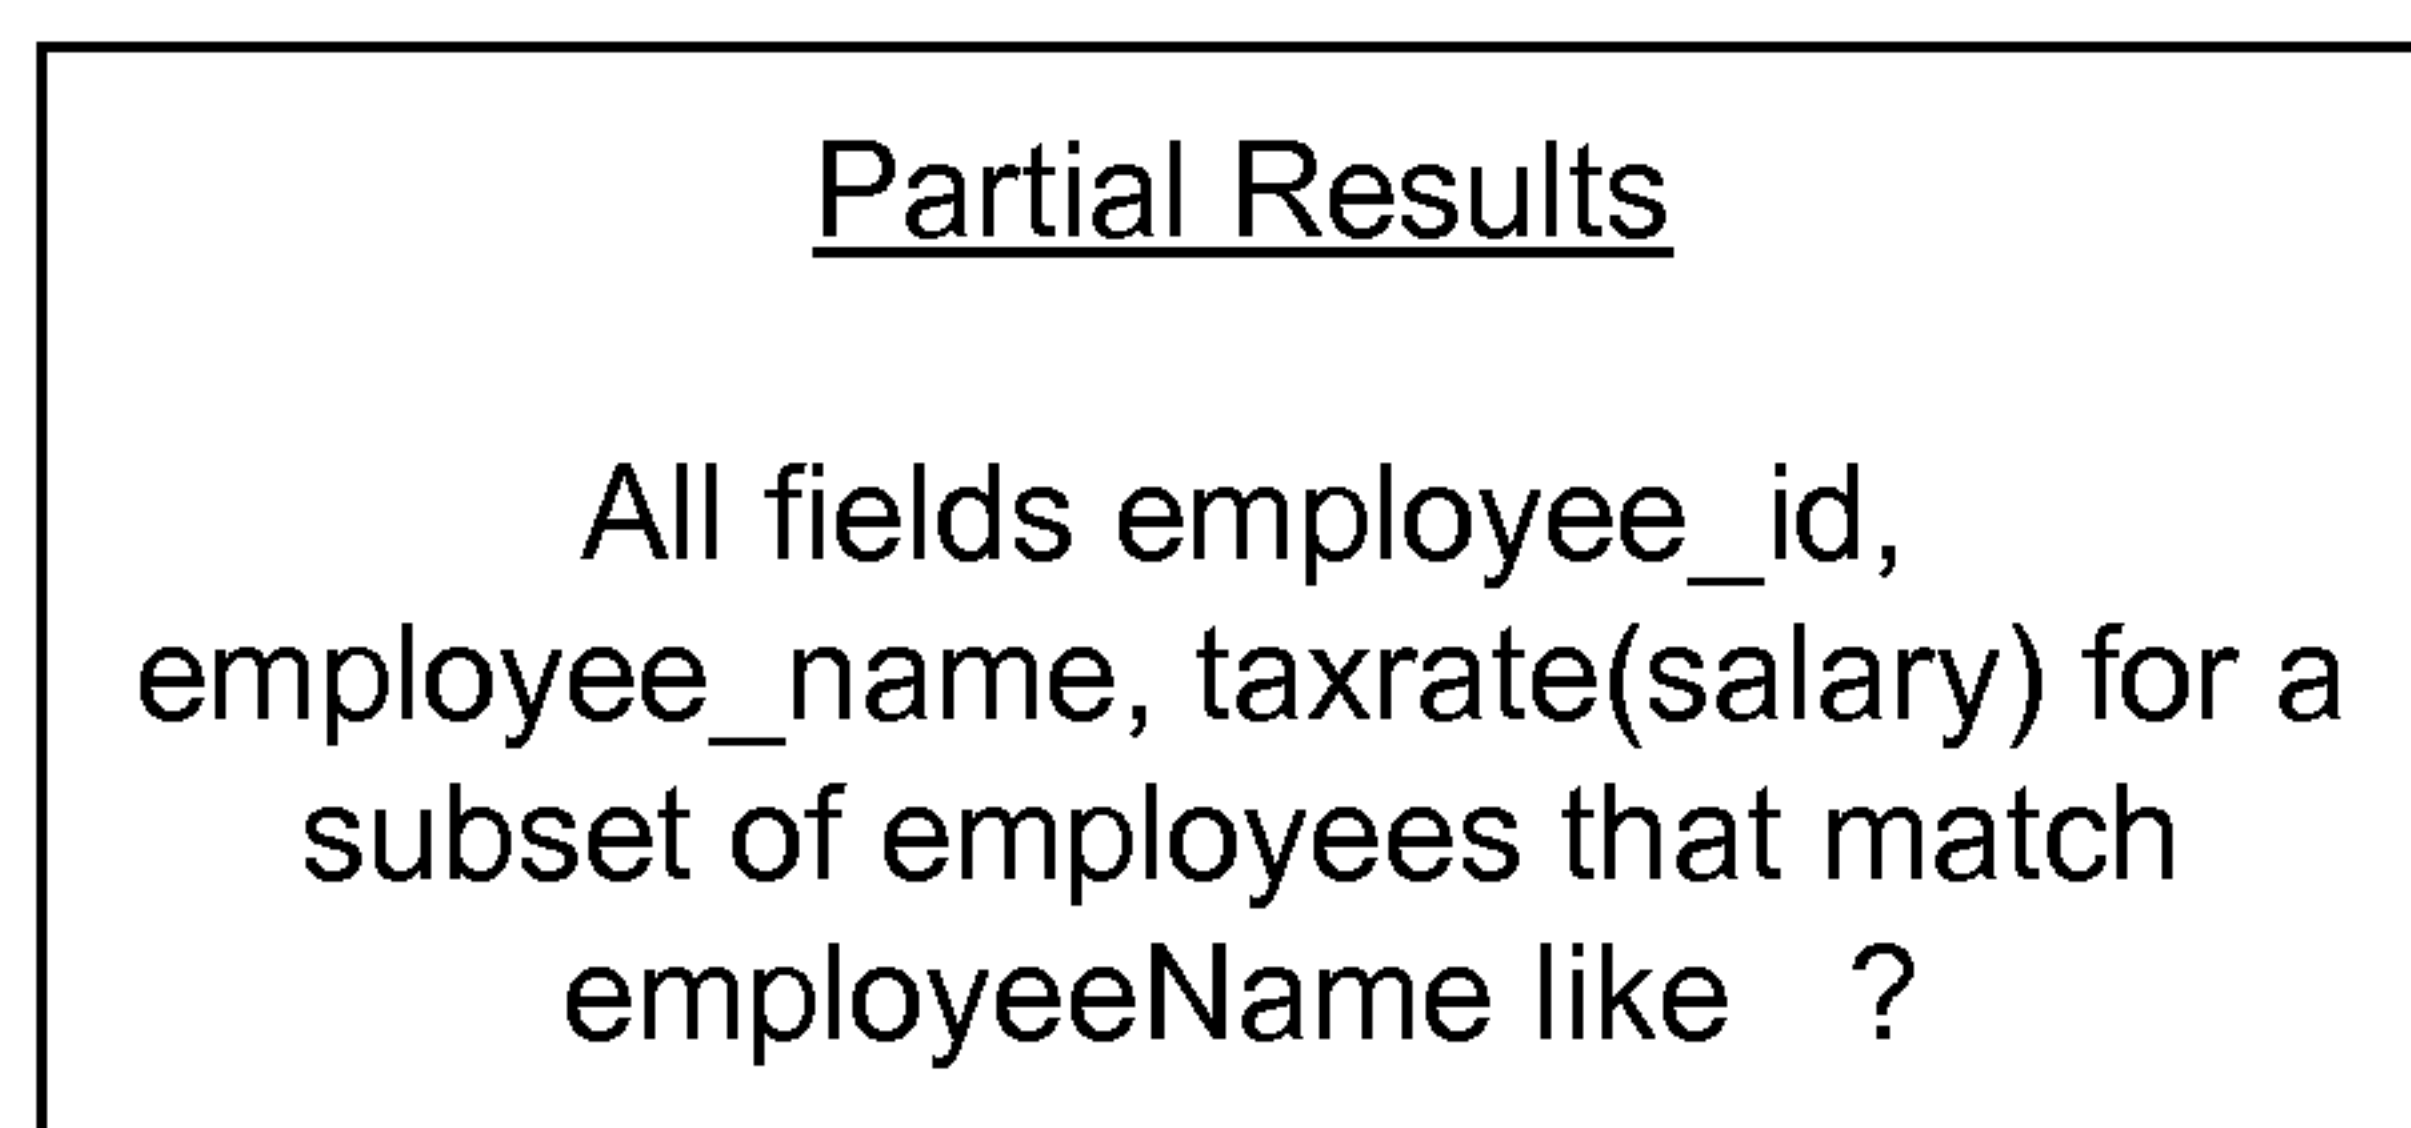 Partial Results
All fields employee_id,
employee_name, taxrate(salary) for a
subset of employees that match
employeeName like ?